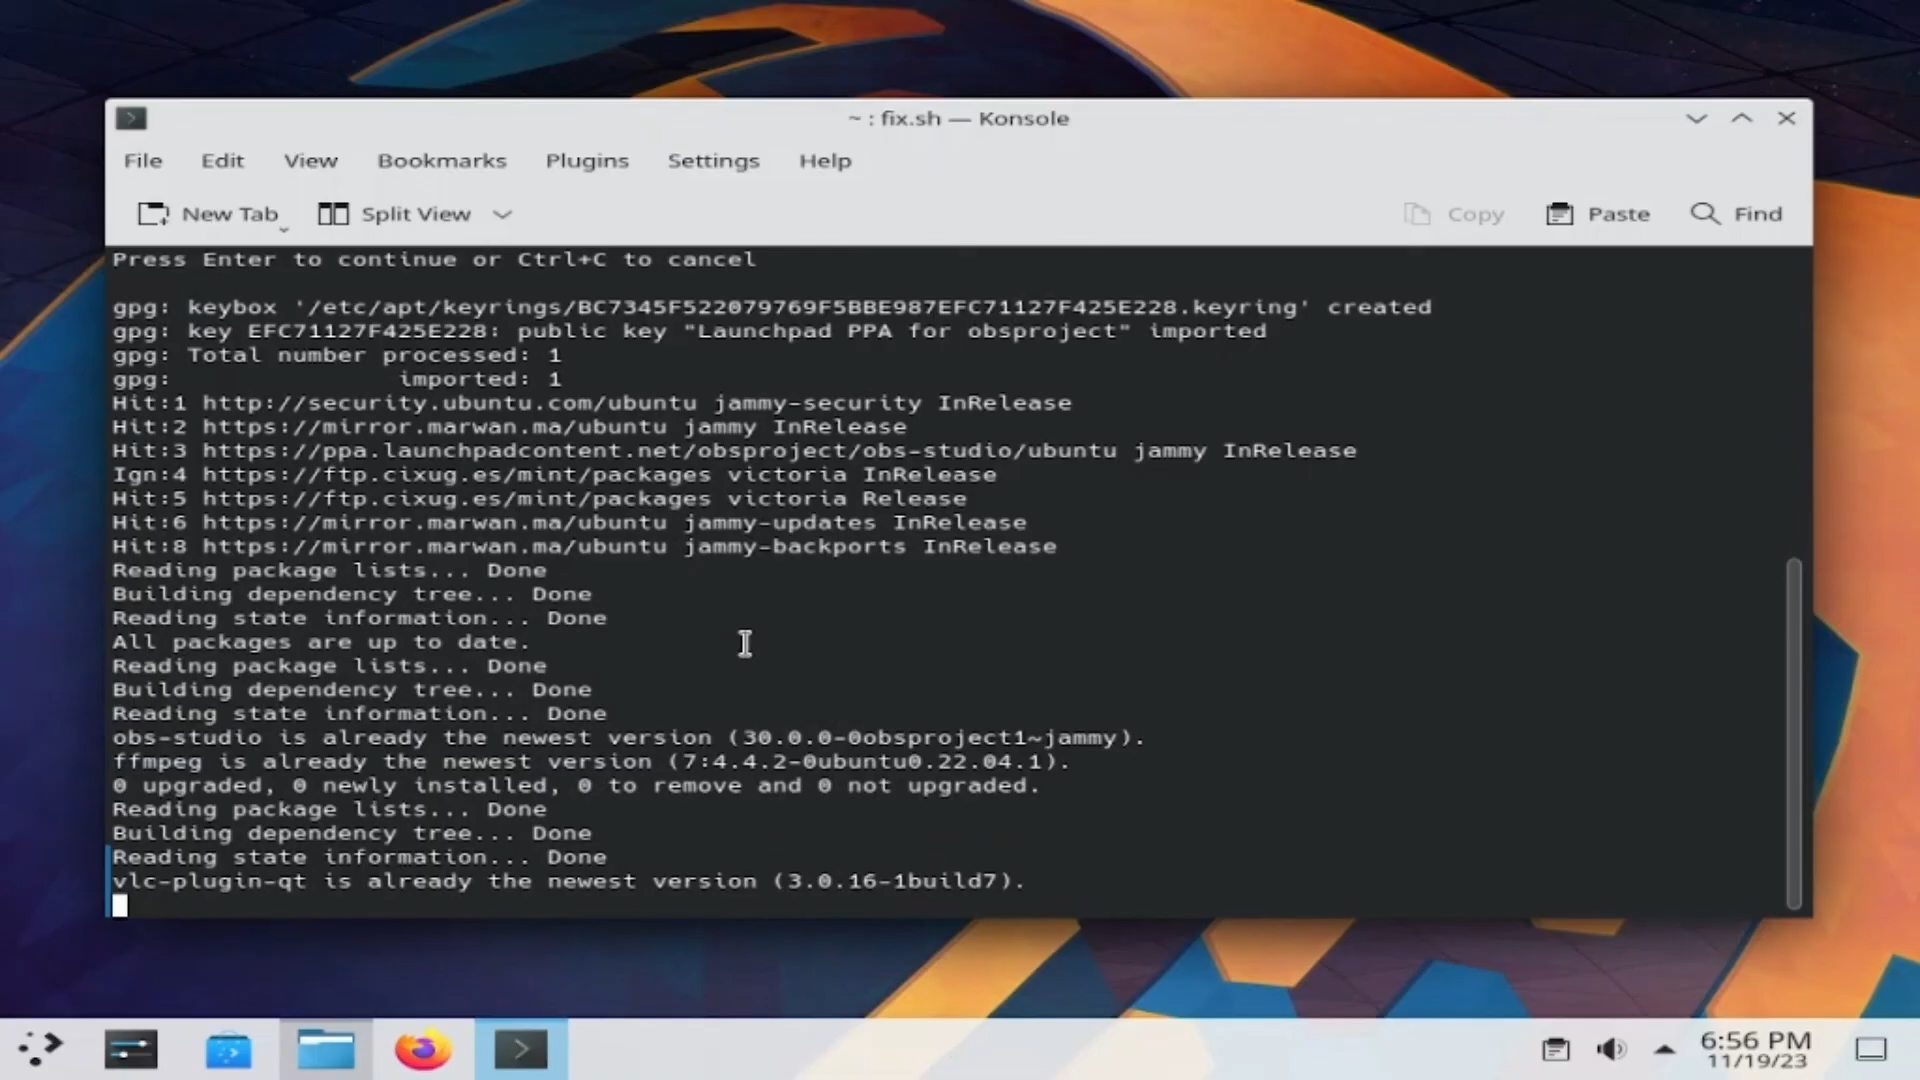 ~ : fix.sh — Konsole
File Edit View Bookmarks Plugins Settings Help
New Tab Split View Copy Paste Find
Press Enter to continue or Ctrl+C to cancel
gpg: keybox '/etc/apt/keyrings/BC7345F522079769F5BBE987EFC71127F425E228.keyring' created
gpg: key EFC71127F425E228: public key "Launchpad PPA for obsproject" imported
gpg: Total number processed: 1
gpg:               imported: 1
Hit:1 http://security.ubuntu.com/ubuntu jammy-security InRelease
Hit:2 https://mirror.marwan.ma/ubuntu jammy InRelease
Hit:3 https://ppa.launchpadcontent.net/obsproject/obs-studio/ubuntu jammy InRelease
Ign:4 https://ftp.cixug.es/mint/packages victoria InRelease
Hit:5 https://ftp.cixug.es/mint/packages victoria Release
Hit:6 https://mirror.marwan.ma/ubuntu jammy-updates InRelease
Hit:8 https://mirror.marwan.ma/ubuntu jammy-backports InRelease
Reading package lists... Done
Building dependency tree... Done
Reading state information... Done
All packages are up to date.
Reading package lists... Done
Building dependency tree... Done
Reading state information... Done
obs-studio is already the newest version (30.0.0-0obsproject1~jammy).
ffmpeg is already the newest version (7:4.4.2-0ubuntu0.22.04.1).
0 upgraded, 0 newly installed, 0 to remove and 0 not upgraded.
Reading package lists... Done
Building dependency tree... Done
Reading state information... Done
vlc-plugin-qt is already the newest version (3.0.16-1build7).
6:56 PM
11/19/23